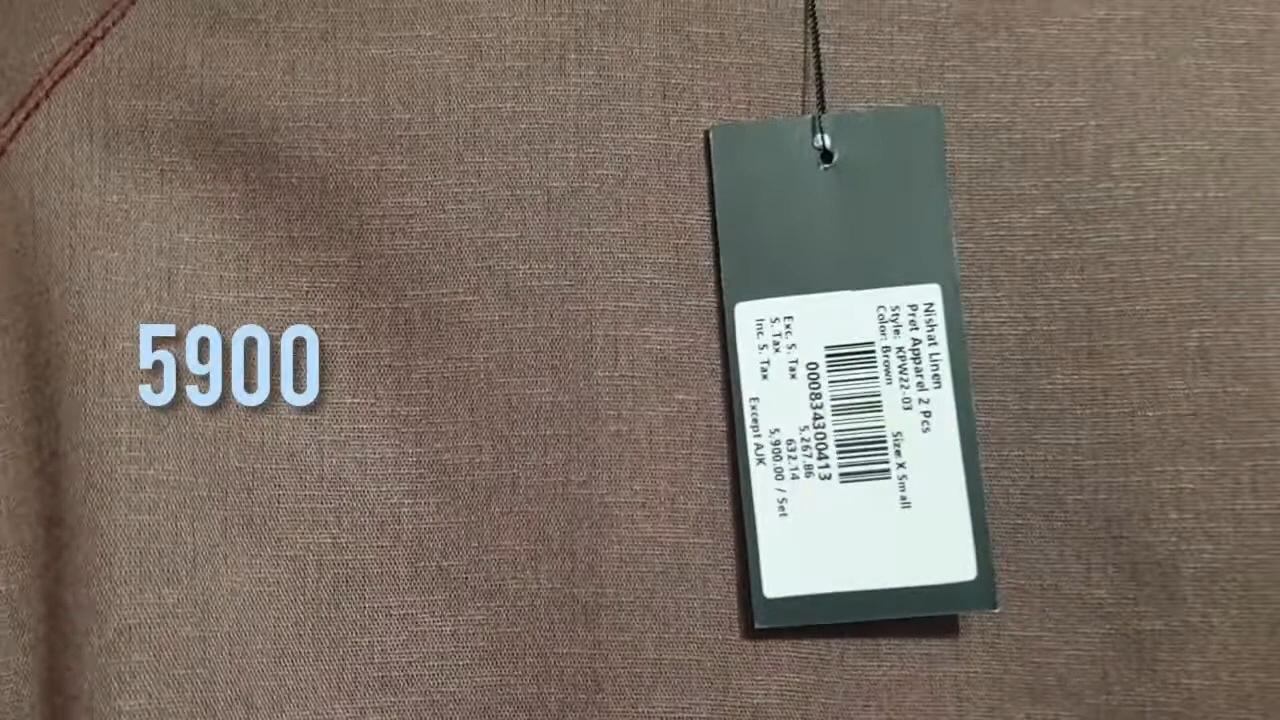 5900
Nishat Linen
Pret Apparel 2 Pcs
Style: KPW22-03 Size: X Small
Color: Brown
000834300413
Exc. S. Tax 5,267.86
S. Tax 632.14
Inc. S. Tax 5,900.00 / Set
Except AJK